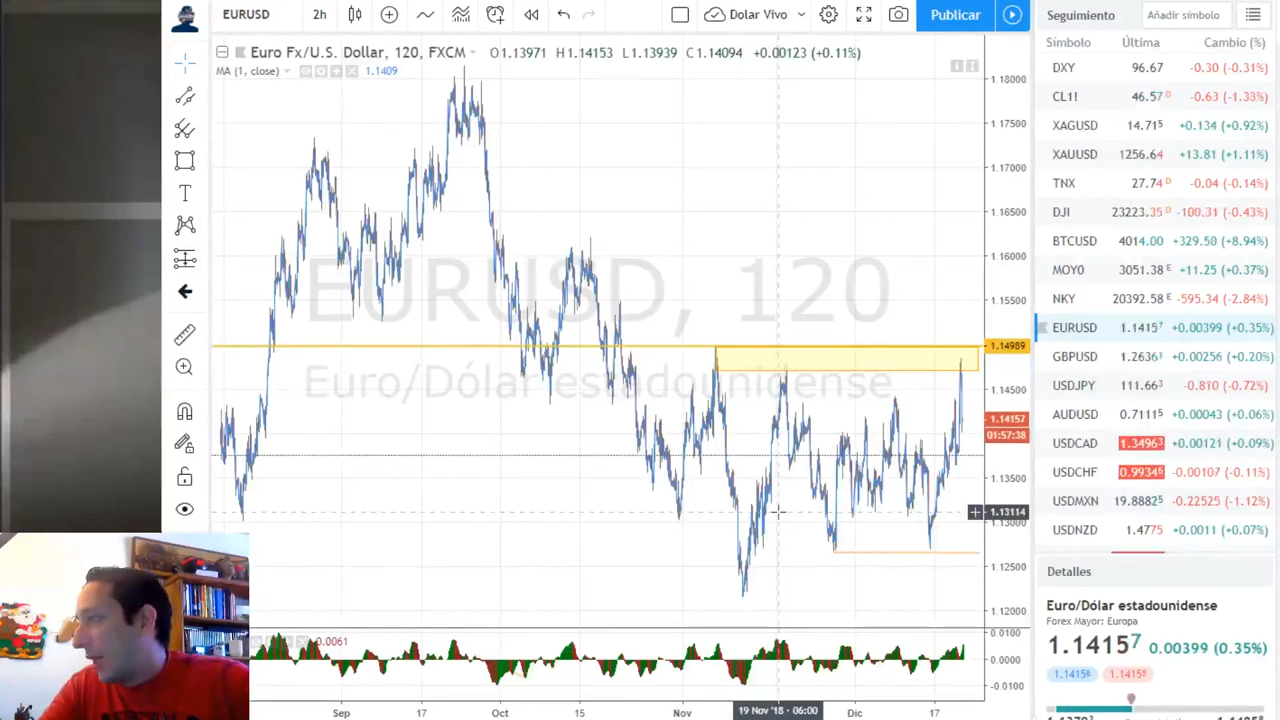 EURUSD 2h Dolar Vivo Publicar
Euro Fx/U.S. Dollar, 120, FXCM O1.13971 H1.14153 L1.13939 C1.14094 +0.00123 (+0.11%)
MA (1, close) 1.1409
EURUSD, 120
Euro/Dólar estadounidense
1.18000
1.17500
1.17000
1.16500
1.16000
1.15500
1.14989
1.14500
1.14157
01:57:38
1.13500
1.13114
1.13000
1.12500
1.12000
0.0061
0.0100
0.0000
-0.0100
Sep 17 Oct 15 Nov 19 Nov '18 - 06:00 Dic 17
Seguimiento Añadir símbolo
Símbolo Última Cambio (%)
DXY 96.67 -0.30 (-0.31%)
CL1! 46.57 D -0.63 (-1.33%)
XAGUSD 14.715 +0.134 (+0.92%)
XAUUSD 1256.64 +13.81 (+1.11%)
TNX 27.74 D -0.04 (-0.14%)
DJI 23223.35 D -100.31 (-0.43%)
BTCUSD 4014.00 +329.50 (+8.94%)
MOY0 3051.38 E +11.25 (+0.37%)
NKY 20392.58 E -595.34 (-2.84%)
EURUSD 1.14157 +0.00399 (+0.35%)
GBPUSD 1.26361 +0.00256 (+0.20%)
USDJPY 111.663 -0.810 (-0.72%)
AUDUSD 0.71115 +0.00043 (+0.06%)
USDCAD 1.34963 +0.00121 (+0.09%)
USDCHF 0.99345 -0.00107 (-0.11%)
USDMXN 19.88825 -0.22525 (-1.12%)
USDNZD 1.4775 +0.0011 (+0.07%)
Detalles
Euro/Dólar estadounidense
Forex Mayor: Europa
1.14157 0.00399 (0.35%)
1.14156 1.14158